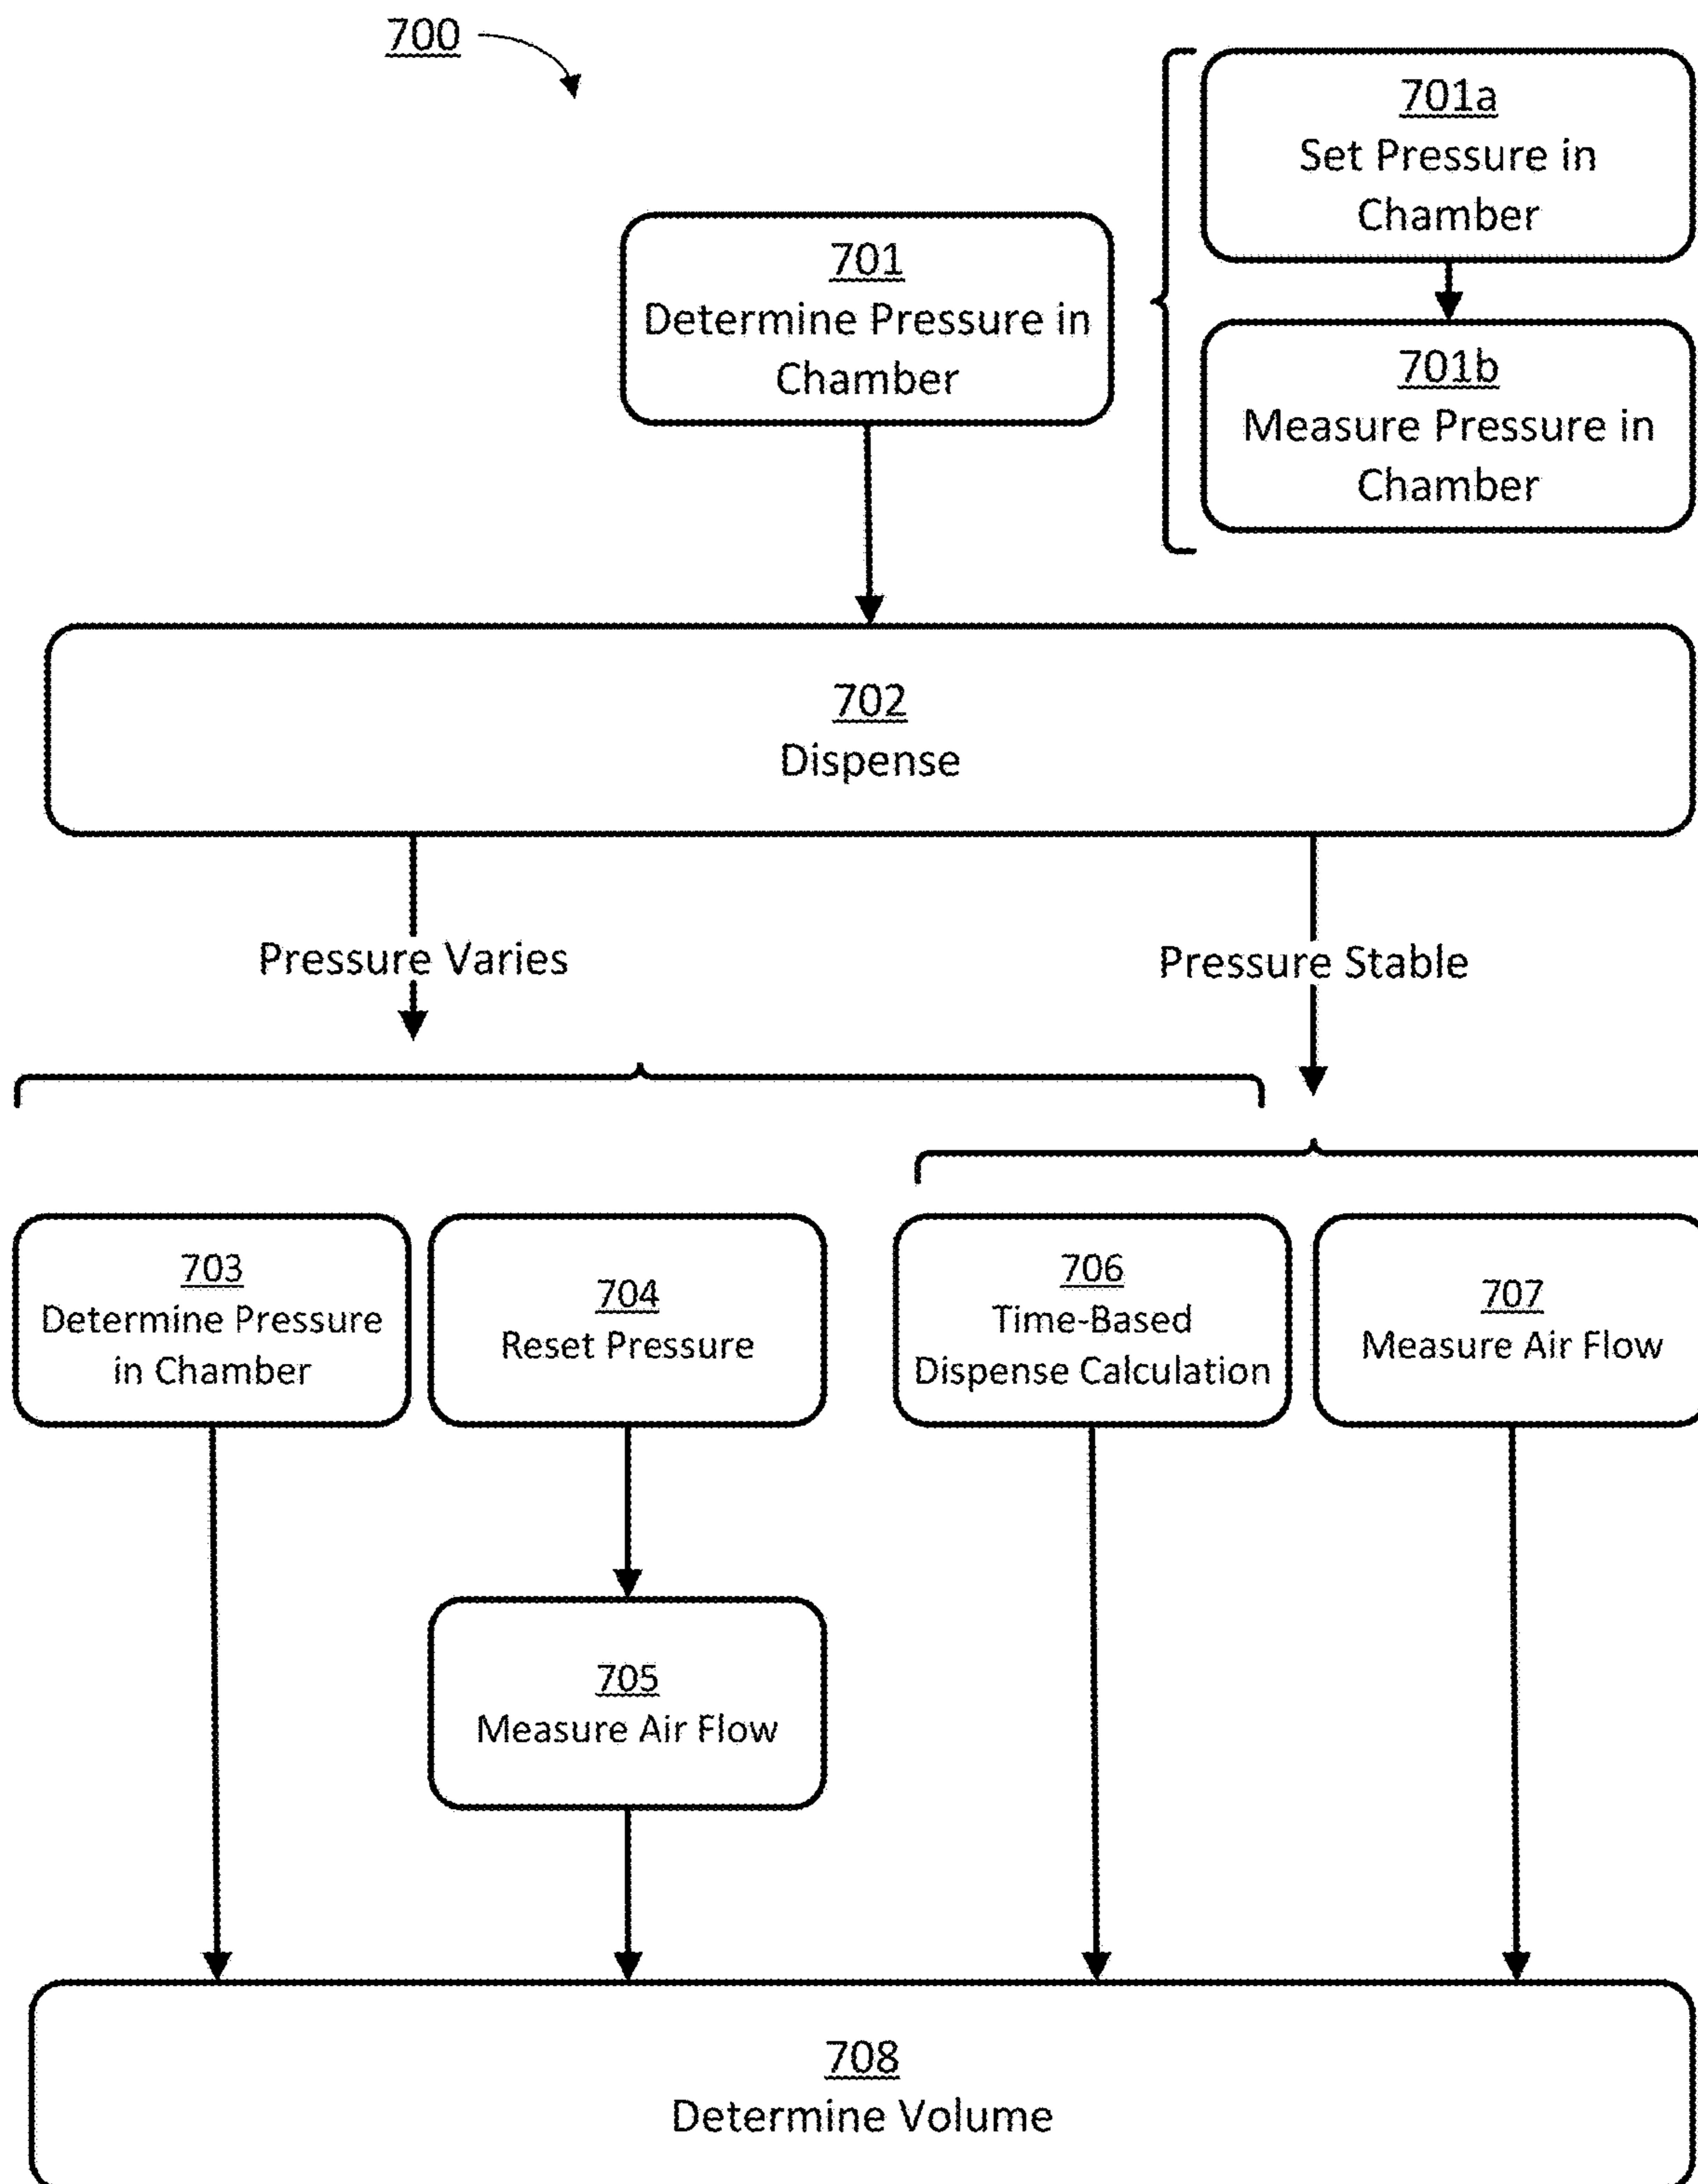 700
701a
Set Pressure in
Chamber
701
Determine Pressure in
Chamber
701b
Measure Pressure in
Chamber
702
Dispense
Pressure Varies
Pressure Stable
703
Determine Pressure
in Chamber
704
Reset Pressure
706
Time-Based
Dispense Calculation
707
Measure Air Flow
705
Measure Air Flow
708
Determine Volume